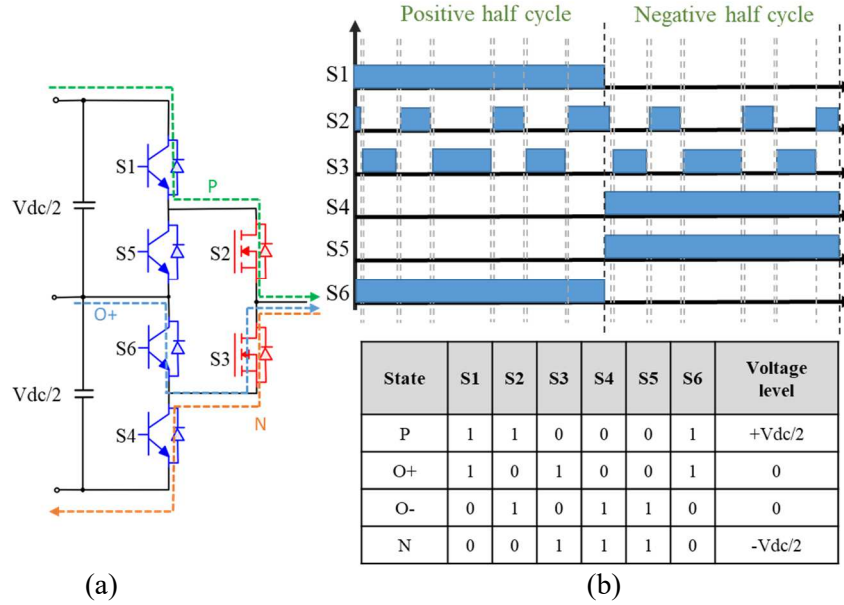 Positive half cycle Negative half cycle
S1
P
Vdc/2
S5
S2
O+
S6
S3
Vdc/2
S4
N
S1
S2
S3
S4
S5
S6
State S1 S2 S3 S4 S5 S6 Voltage level
P 1 1 0 0 0 1 +Vdc/2
O+ 1 0 1 0 0 1 0
O- 0 1 0 1 1 0 0
N 0 0 1 1 1 0 -Vdc/2
(a) (b)